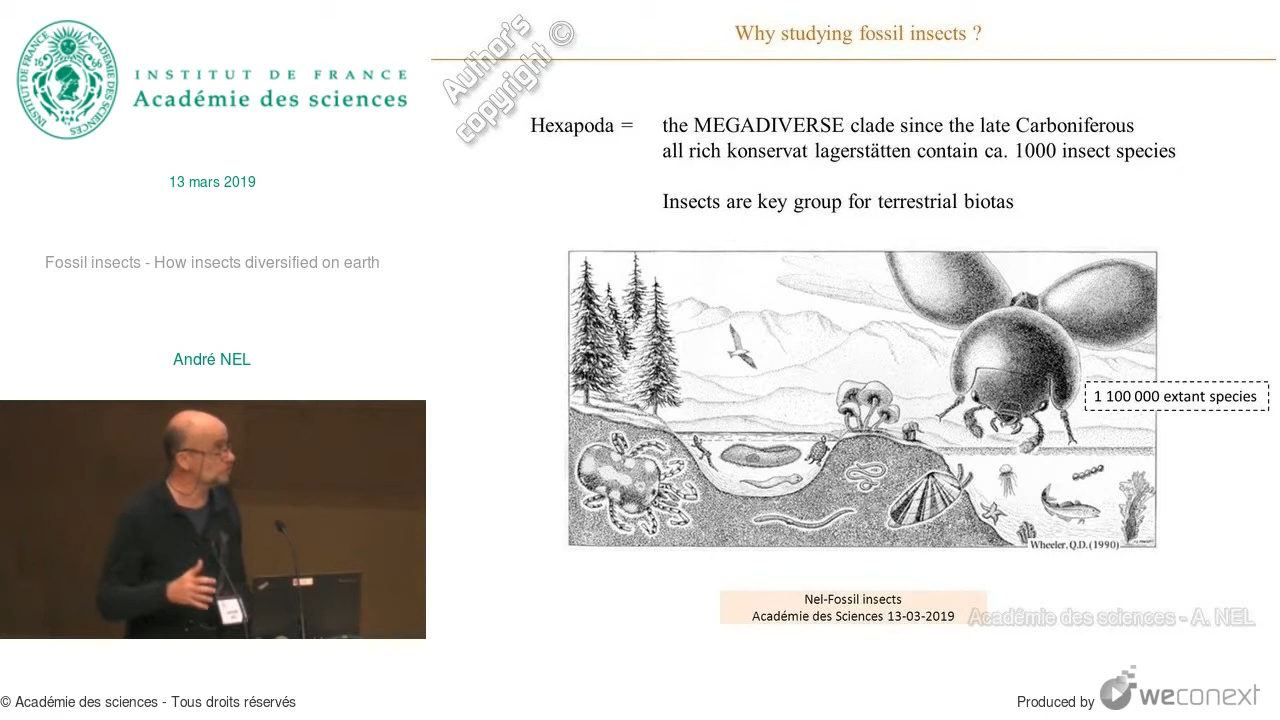 INSTITUT DE FRANCE
Académie des sciences
13 mars 2019
Fossil insects - How insects diversified on earth
André NEL
Author's
copyright ©
Why studying fossil insects ?
Hexapoda = the MEGADIVERSE clade since the late Carboniferous
all rich konservat lagerstätten contain ca. 1000 insect species
Insects are key group for terrestrial biotas
1 100 000 extant species
Wheeler, Q.D. (1990)
Nel-Fossil insects
Académie des Sciences 13-03-2019
Académie des sciences - A. NEL
© Académie des sciences - Tous droits réservés
Produced by weconext